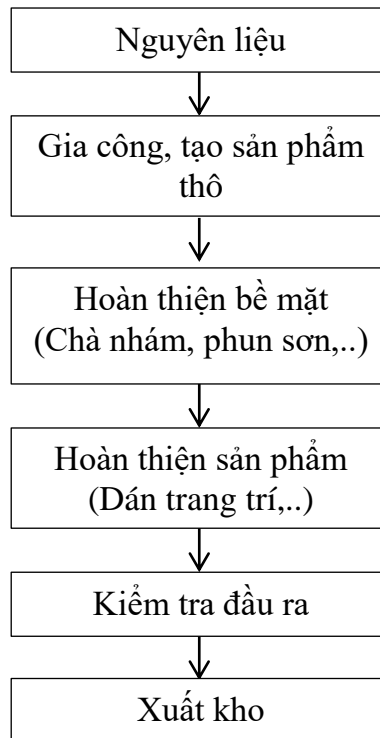 Nguyên liệu
Gia công, tạo sản phẩm
thô
Hoàn thiện bề mặt
(Chà nhám, phun sơn,..)
Hoàn thiện sản phẩm
(Dán trang trí,..)
Kiểm tra đầu ra
Xuất kho